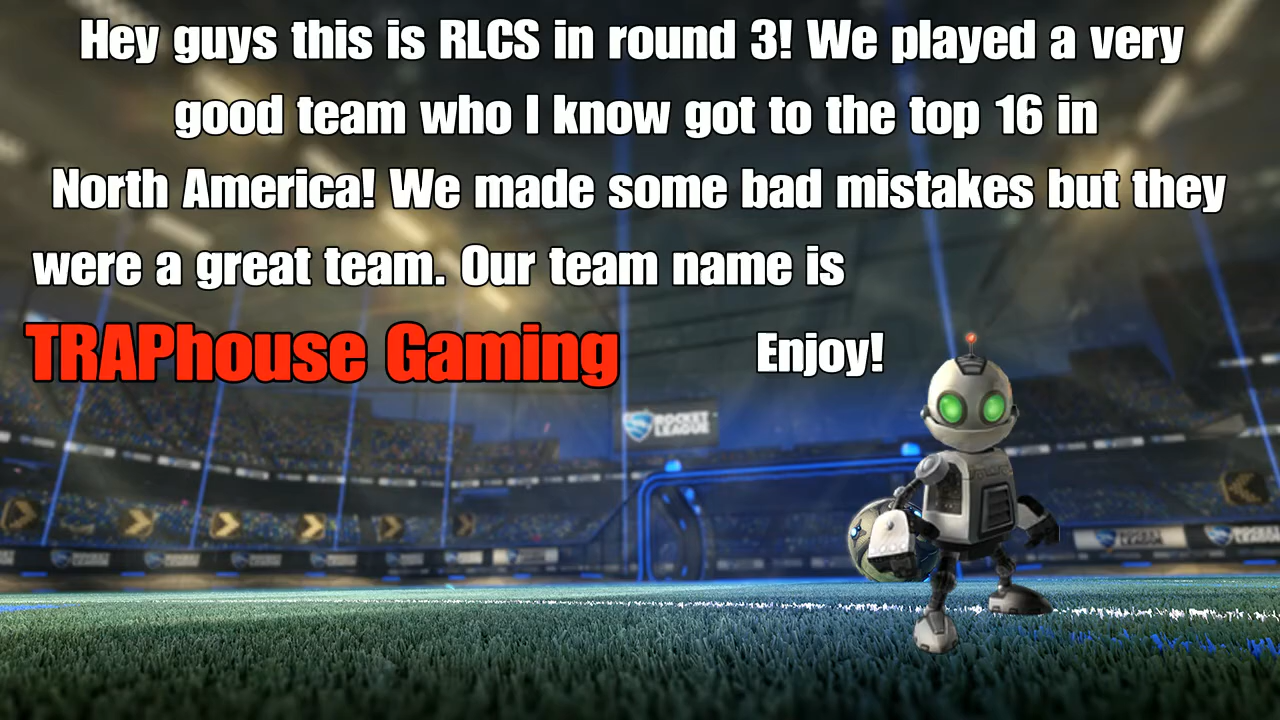 Hey guys this is RLCS in round 3! We played a very
good team who I know got to the top 16 in
North America! We made some bad mistakes but they
were a great team. Our team name is
TRAPhouse Gaming Enjoy!
ROCKET
LEAGUE